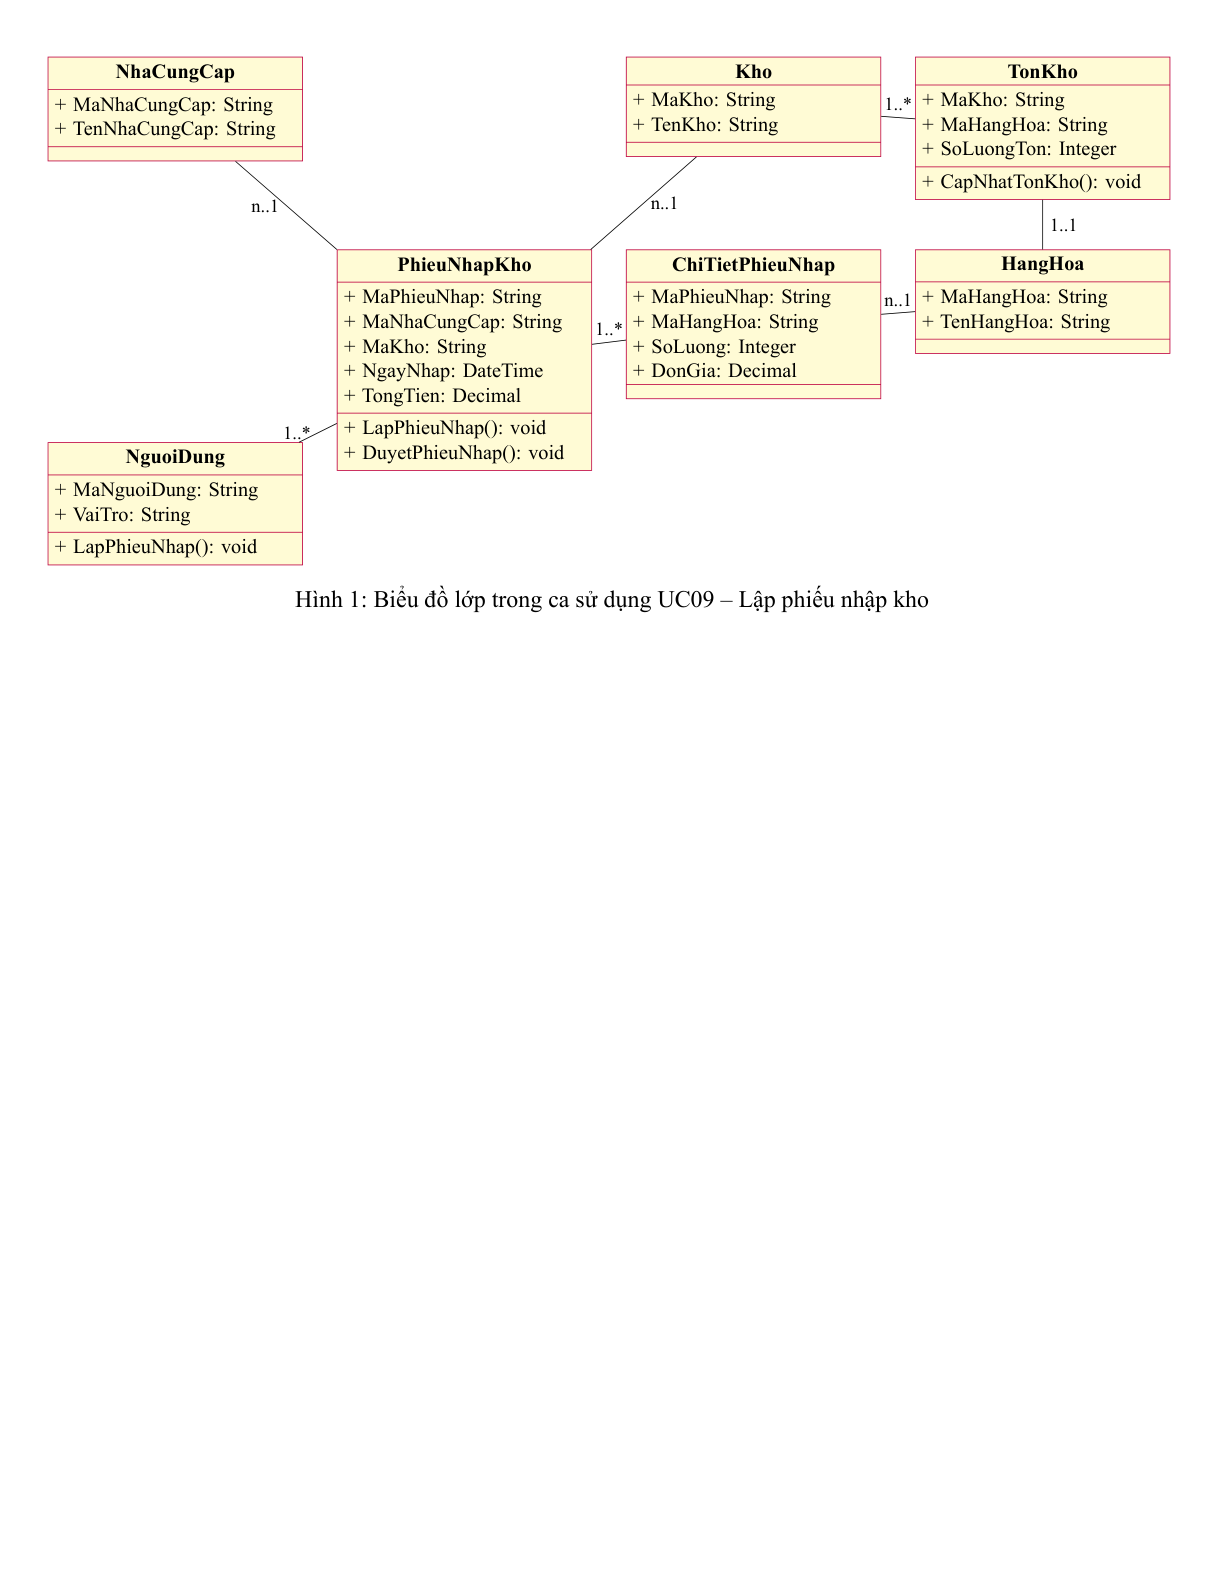 NhaCungCap
+ MaNhaCungCap: String
+ TenNhaCungCap: String
Kho
+ MaKho: String
+ TenKho: String
1..*
TonKho
+ MaKho: String
+ MaHangHoa: String
+ SoLuongTon: Integer
+ CapNhatTonKho(): void
n..1
n..1
1..1
PhieuNhapKho
+ MaPhieuNhap: String
+ MaNhaCungCap: String
+ MaKho: String
+ NgayNhap: DateTime
+ TongTien: Decimal
+ LapPhieuNhap(): void
+ DuyetPhieuNhap(): void
1..*
ChiTietPhieuNhap
+ MaPhieuNhap: String
+ MaHangHoa: String
+ SoLuong: Integer
+ DonGia: Decimal
n..1
HangHoa
+ MaHangHoa: String
+ TenHangHoa: String
1..*
NguoiDung
+ MaNguoiDung: String
+ VaiTro: String
+ LapPhieuNhap(): void
Hình 1: Biểu đồ lớp trong ca sử dụng UC09 – Lập phiếu nhập kho